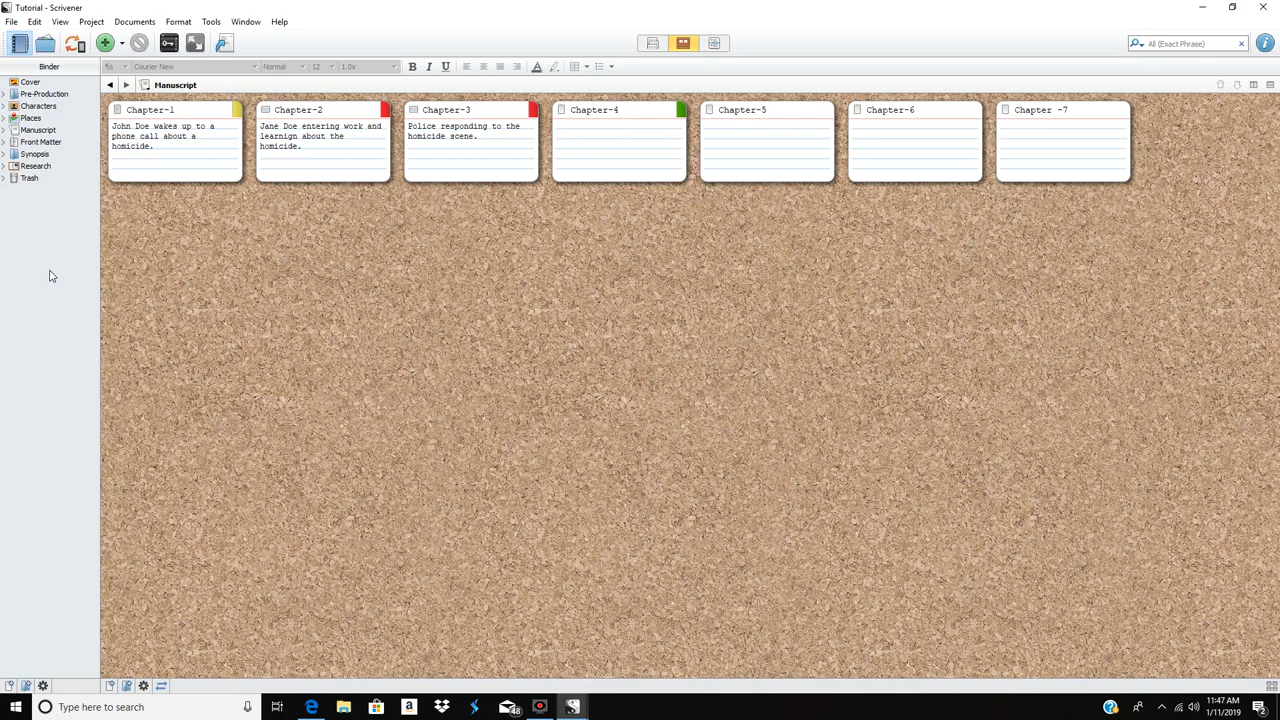 Tutorial - Scrivener
File Edit View Project Documents Format Tools Window Help
All (Exact Phrase)
Binder
Courier New Normal 12 1.0x B I U A
Manuscript
Cover
Pre-Production
Characters
Places
Manuscript
Front Matter
Synopsis
Research
Trash
Chapter-1
John Doe wakes up to a
phone call about a
homicide.
Chapter-2
Jane Doe entering work and
learnign about the
homicide.
Chapter-3
Police responding to the
homicide scene.
Chapter-4
Chapter-5
Chapter-6
Chapter -7
Type here to search
11:47 AM
1/11/2019